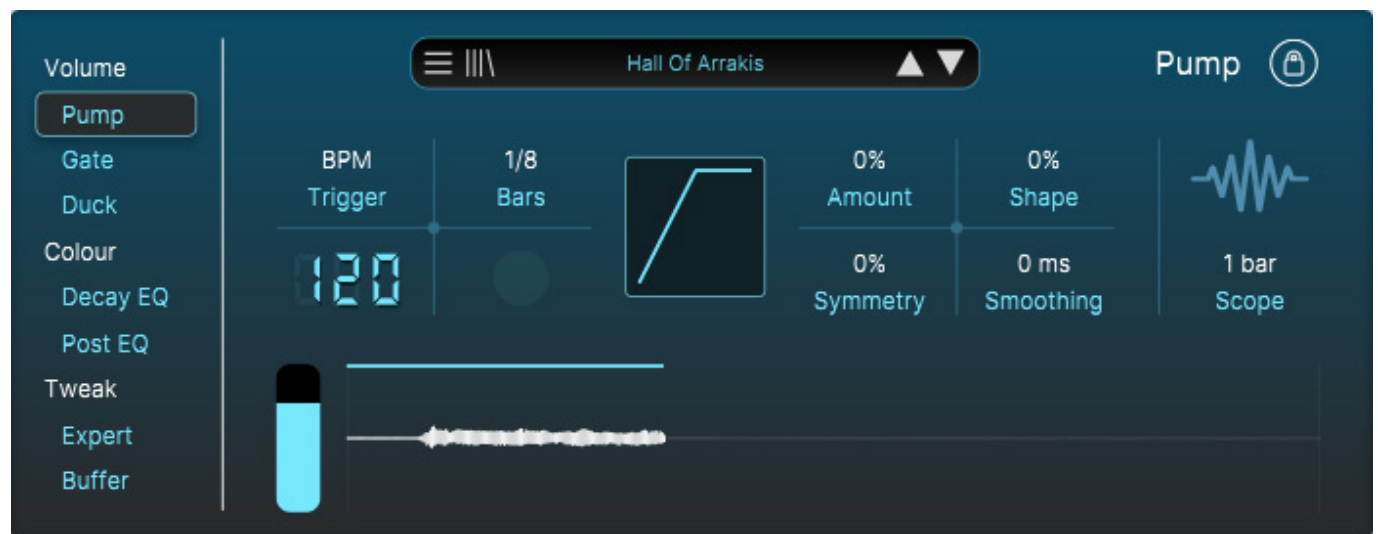 Hall Of Arrakis
Pump
Volume
Pump
Gate
Duck
Colour
Decay EQ
Post EQ
Tweak
Expert
Buffer
BPM
Trigger
1/8
Bars
120
0%
Amount
0%
Shape
0%
Symmetry
0 ms
Smoothing
1 bar
Scope